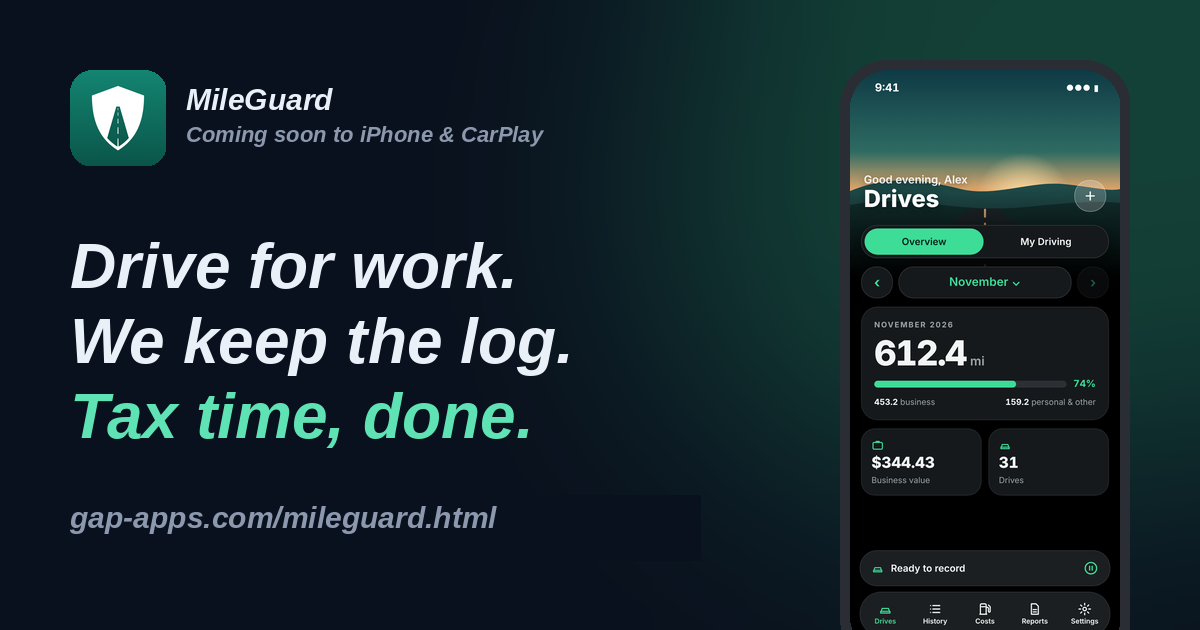 MileGuard
Coming soon to iPhone & CarPlay
Drive for work.
We keep the log.
Tax time, done.
gap-apps.com/mileguard.html
9:41
Good evening, Alex
Drives
Overview
My Driving
November
NOVEMBER 2026
612.4 mi
74%
453.2 business
159.2 personal & other
$344.43
Business value
31
Drives
Ready to record
Drives
History
Costs
Reports
Settings